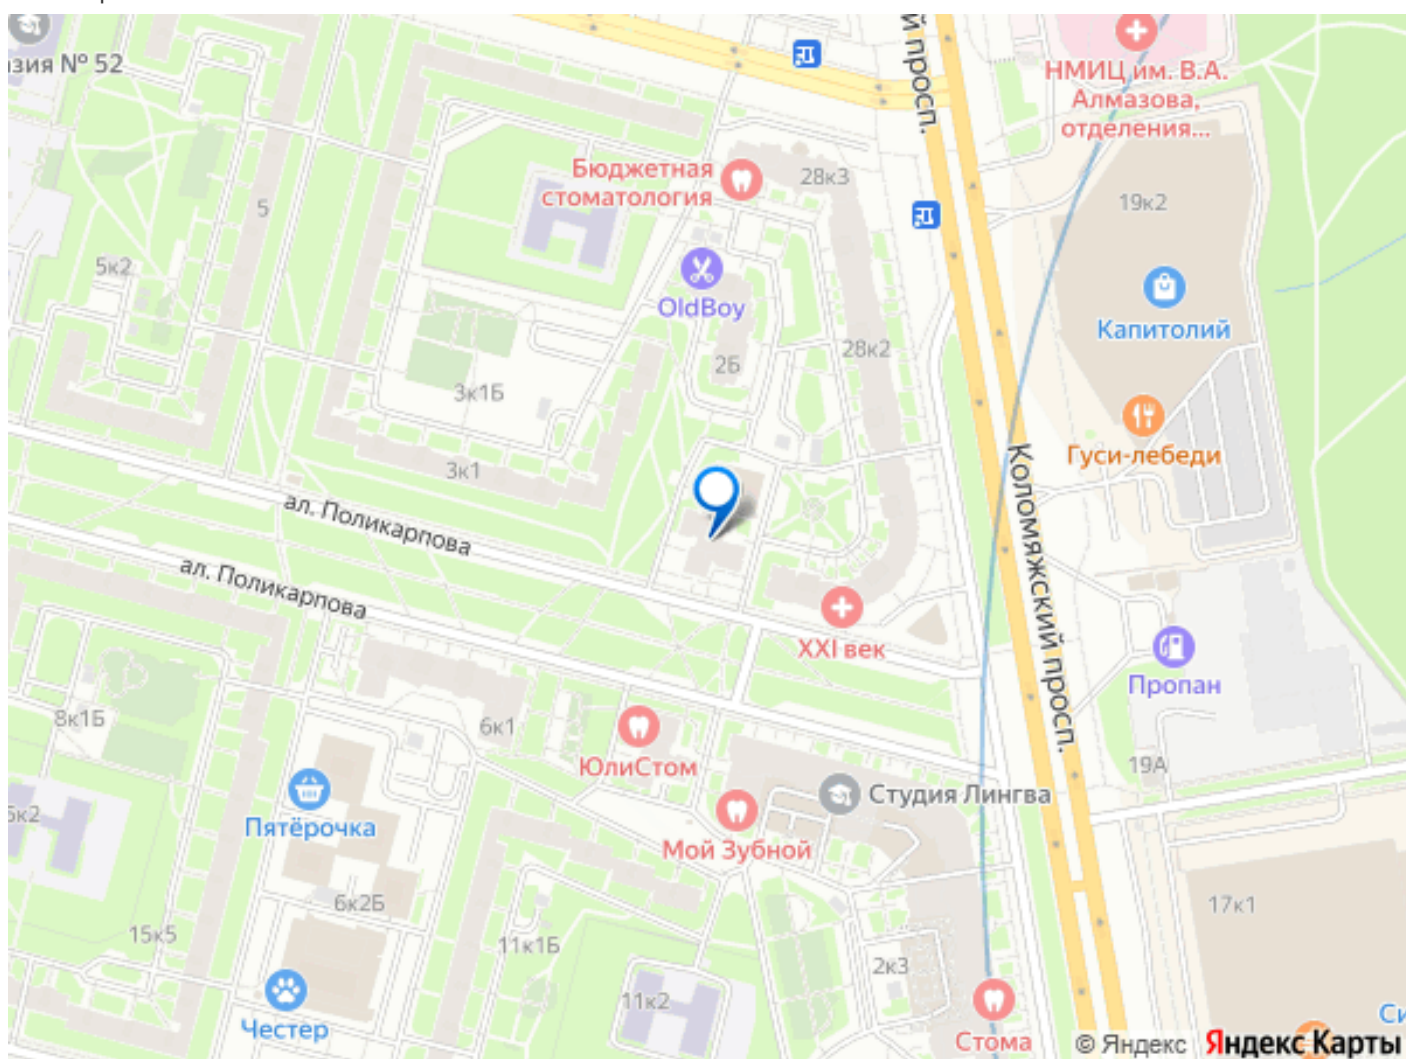 й просп.
зия № 52
НМИЦ им. В.А.
Алмазова,
отделения...
Бюджетная
стоматология
28к3
19к2
5
5к2
OldBoy
Капитолий
2Б
28к2
3к1Б
Гуси-лебеди
3к1
Коломяжский просп.
ал. Поликарпова
ал. Поликарпова
XXI век
Пропан
8к1Б
6к1
ЮлиСтом
19А
Студия Лингва
5к2
Пятёрочка
Мой Зубной
6к2Б
17к1
15к5
11к1Б
2к3
11к2
Честер
Стома
Си
© Яндекс Яндекс Карты